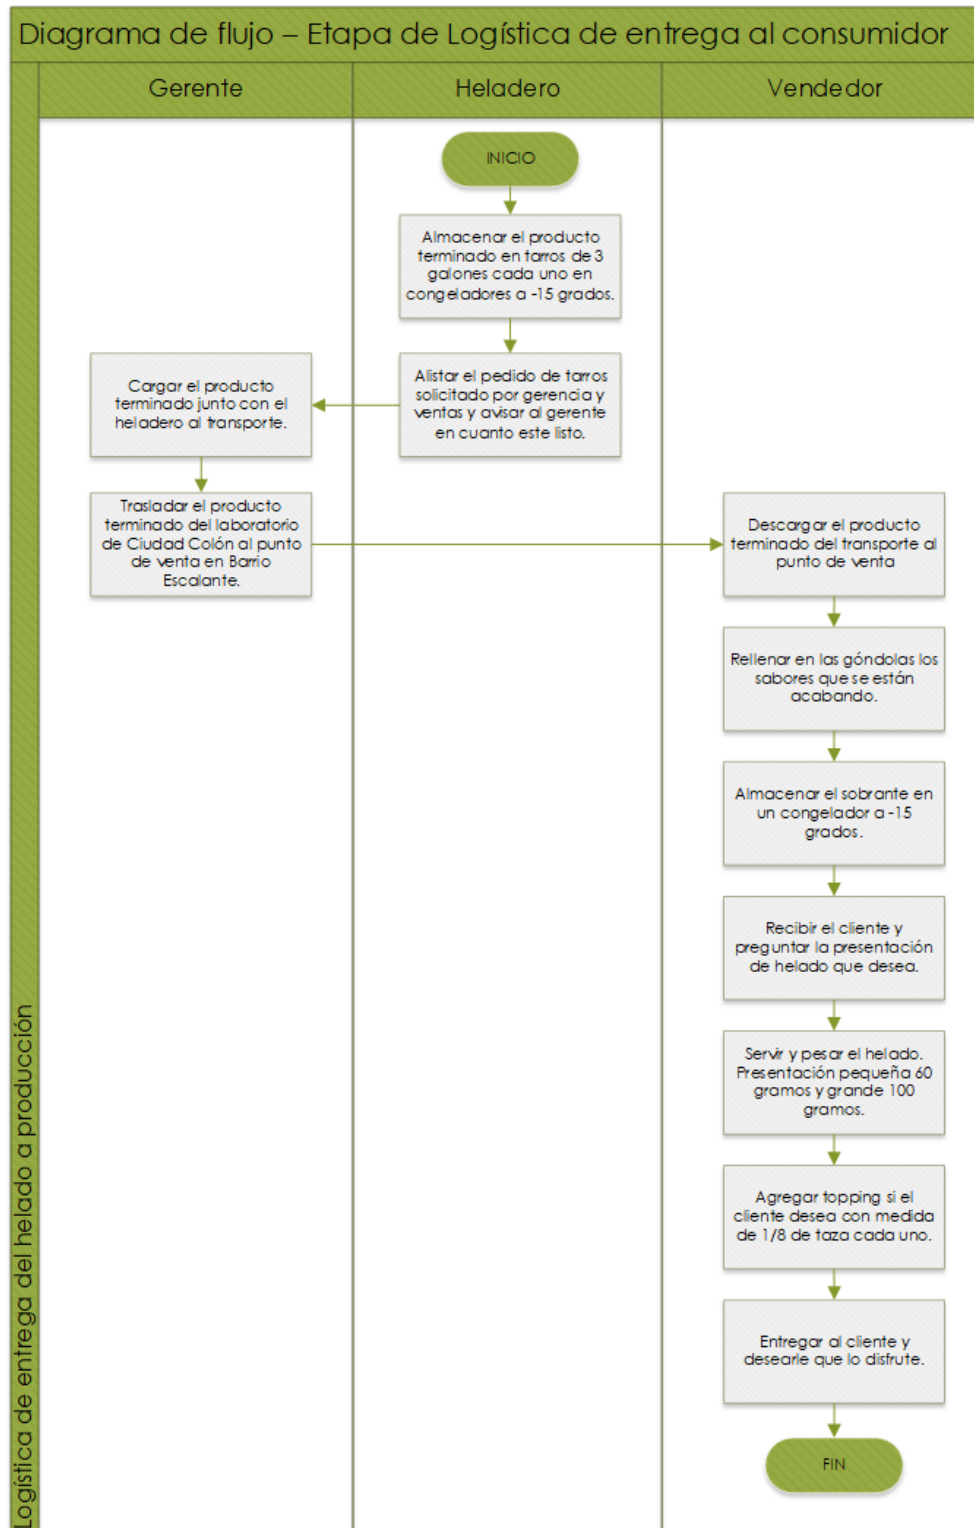 Diagrama de flujo – Etapa de Logística de entrega al consumidor
Gerente
Heladero
Vendedor
Logística de entrega del helado a producción
INICIO
Almacenar el producto
terminado en tarros de 3
galones cada uno en
congeladores a -15 grados.
Alistar el pedido de tarros
solicitado por gerencia y
ventas y avisar al gerente
en cuanto este listo.
Cargar el producto
terminado junto con el
heladero al transporte.
Trasladar el producto
terminado del laboratorio
de Ciudad Colón al punto
de venta en Barrio
Escalante.
Descargar el producto
terminado del transporte al
punto de venta
Rellenar en las góndolas los
sabores que se están
acabando.
Almacenar el sobrante en
un congelador a -15
grados.
Recibir el cliente y
preguntar la presentación
de helado que desea.
Servir y pesar el helado.
Presentación pequeña 60
gramos y grande 100
gramos.
Agregar topping si el
cliente desea con medida
de 1/8 de taza cada uno.
Entregar al cliente y
desearle que lo disfrute.
FIN